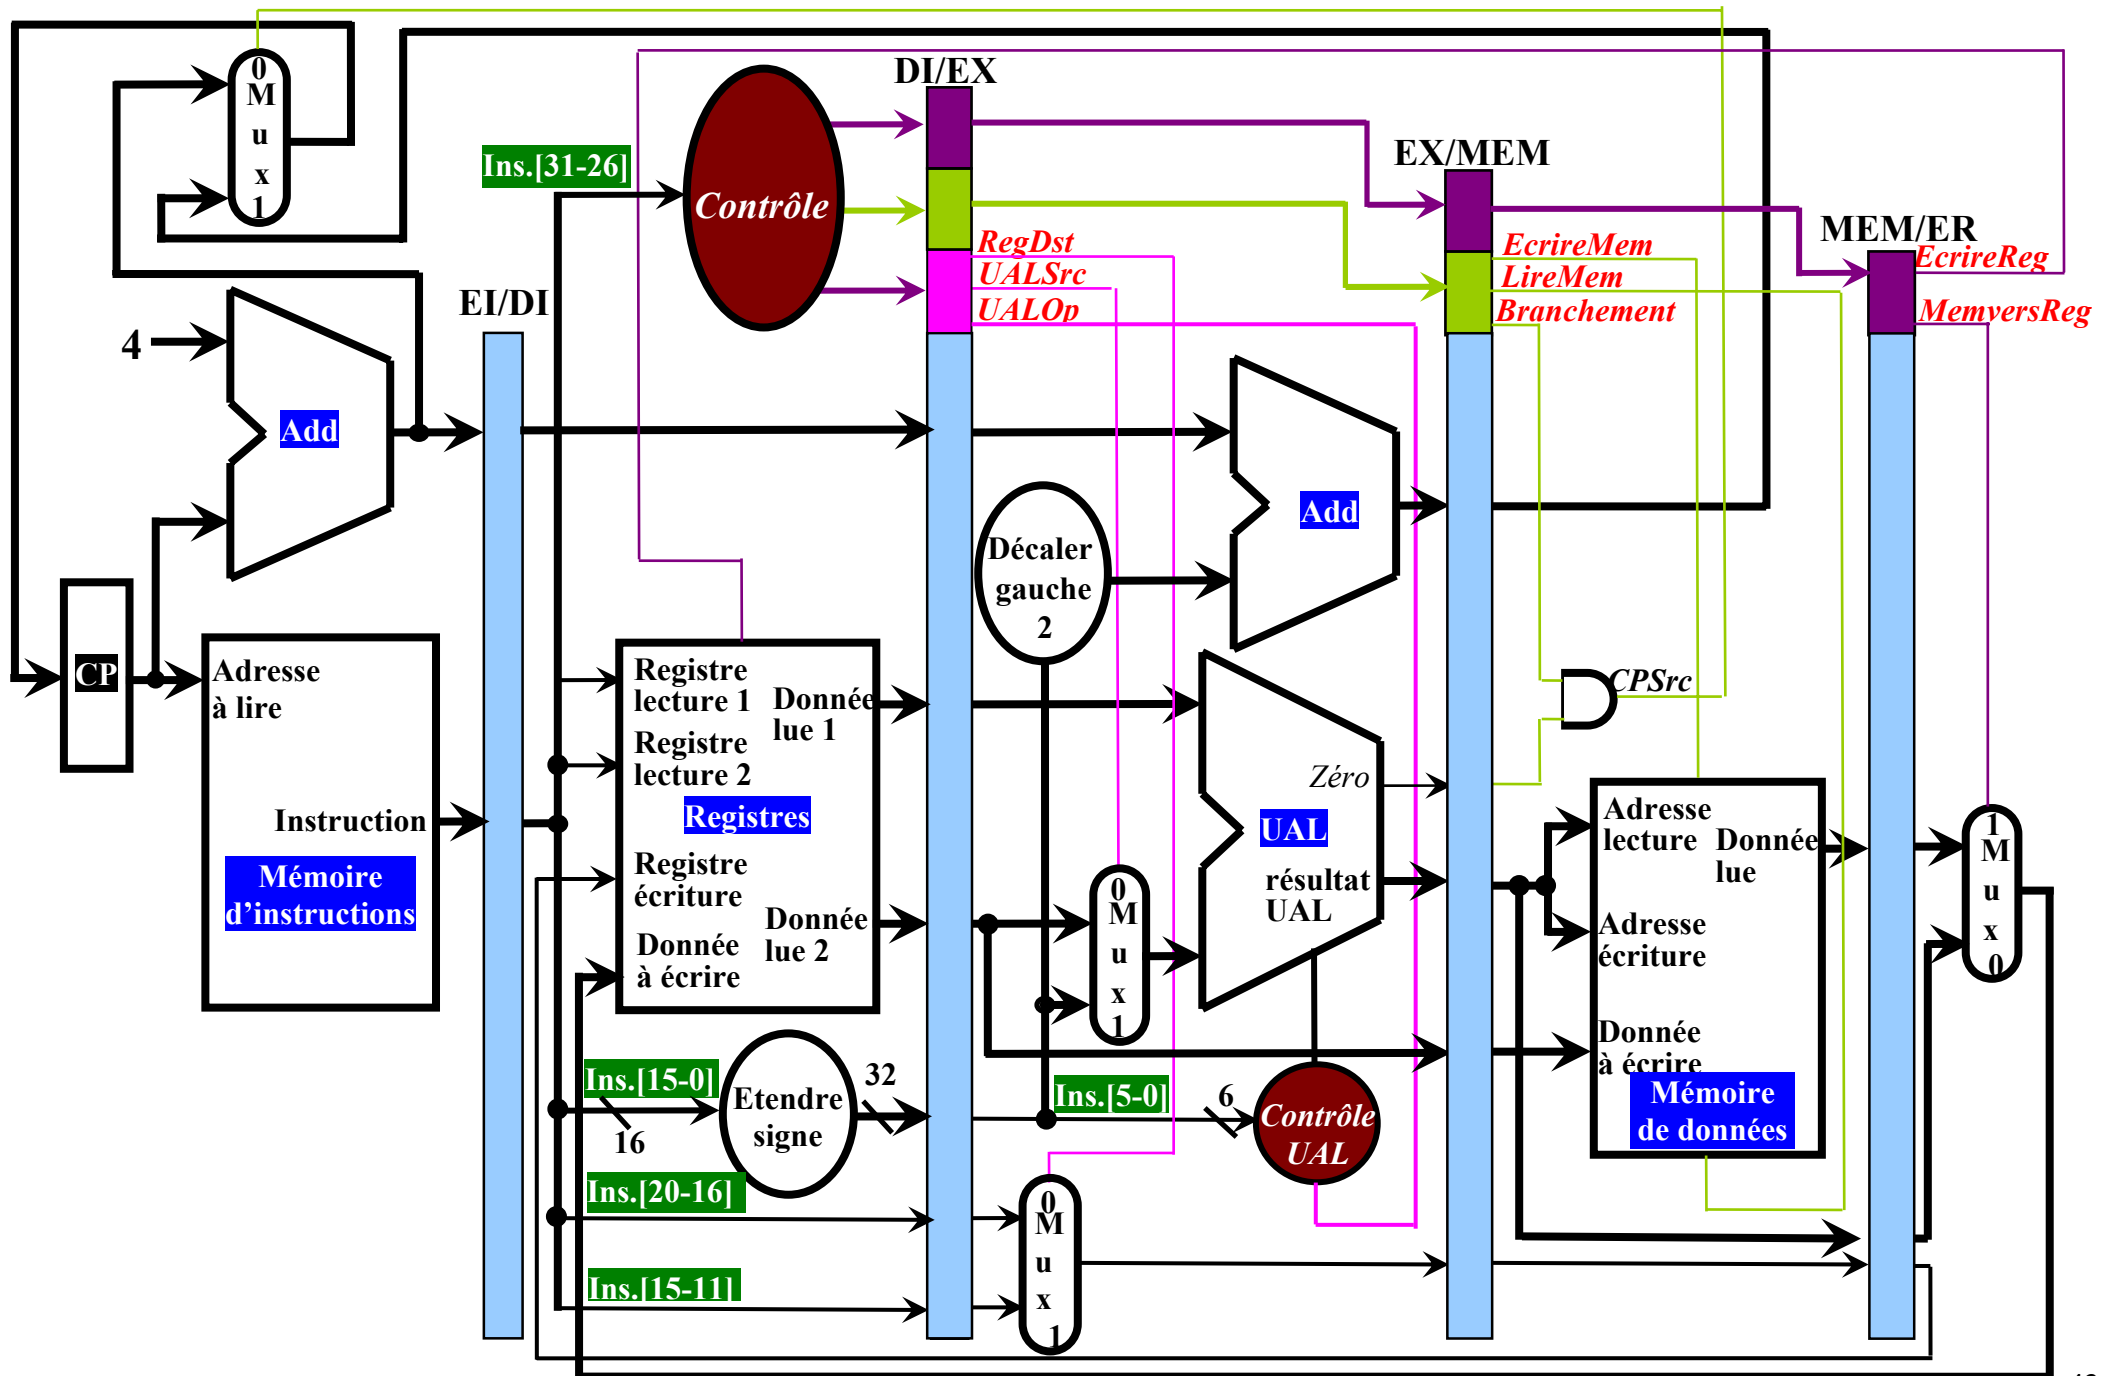 0
M
u
x
1
DI/EX
EX/MEM
Ins.[31-26]
Contrôle
MEM/ER
RegDst
UALSrc
UALOp
EcrireMem
LireMem
Branchement
EcrireReg
MemversReg
EI/DI
4
Add
Add
Décaler
gauche
2
CP
Adresse
à lire
Instruction
Mémoire
d’instructions
Registre
lecture 1
Donnée
lue 1
Registre
lecture 2
Registres
Registre
écriture
Donnée
lue 2
Donnée
à écrire
Zéro
UAL
résultat
UAL
CPSrc
0
M
u
x
1
Adresse
lecture
Donnée
lue
Adresse
écriture
Donnée
à écrire
Mémoire
de données
1
M
u
x
0
Ins.[15-0]
16
Etendre
signe
32
Ins.[5-0]
6
Contrôle
UAL
Ins.[20-16]
Ins.[15-11]
0
M
u
x
1